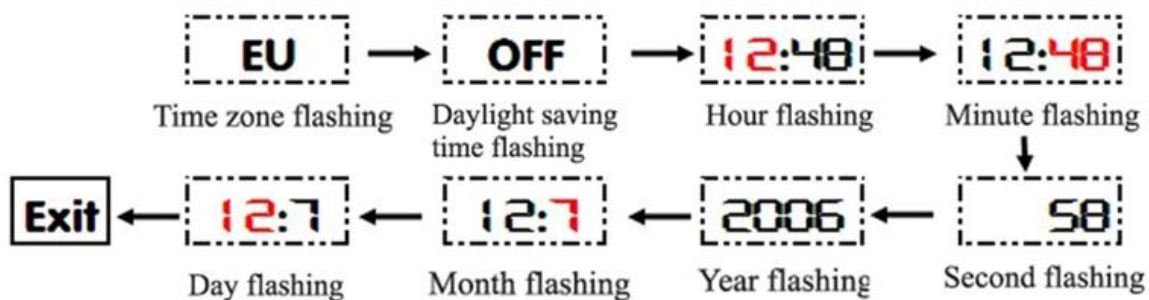 EU
OFF
12:48
12:48
Time zone flashing
Daylight saving
time flashing
Hour flashing
Minute flashing
Exit
12:7
12:7
2006
58
Day flashing
Month flashing
Year flashing
Second flashing